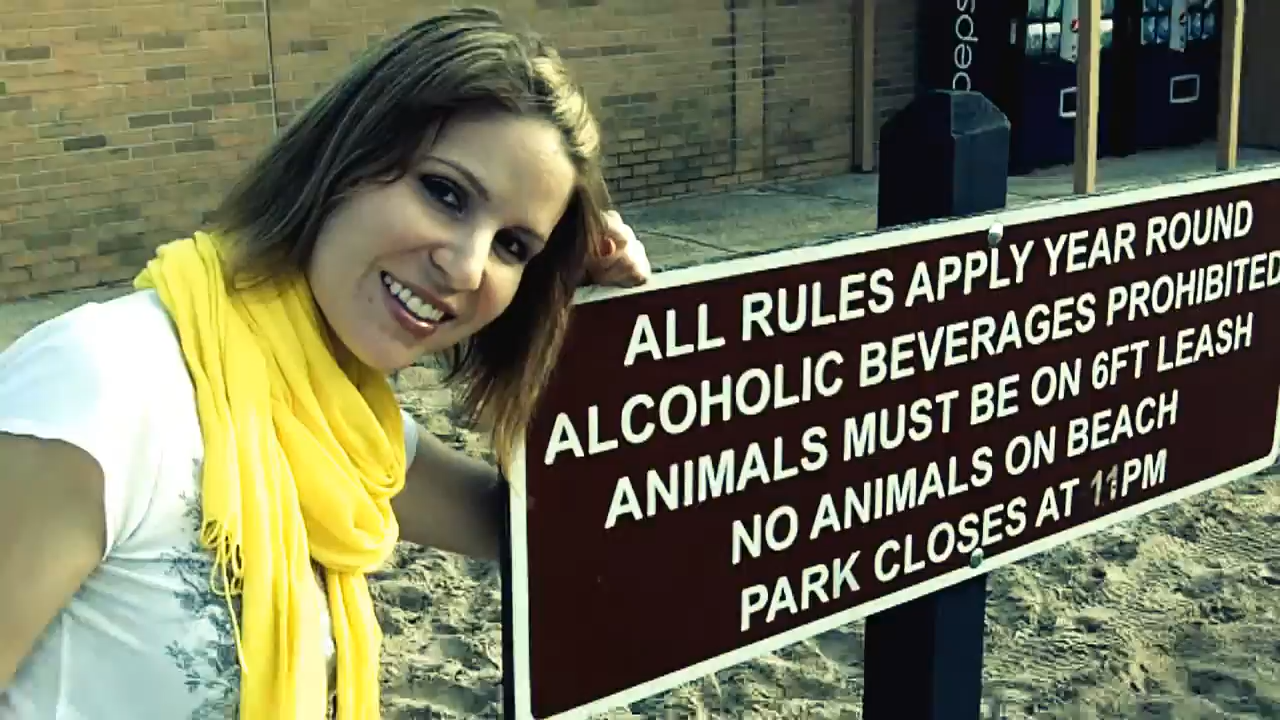 pepsi
ALL RULES APPLY YEAR ROUND
ALCOHOLIC BEVERAGES PROHIBITED
ANIMALS MUST BE ON 6FT LEASH
NO ANIMALS ON BEACH
PARK CLOSES AT 11PM